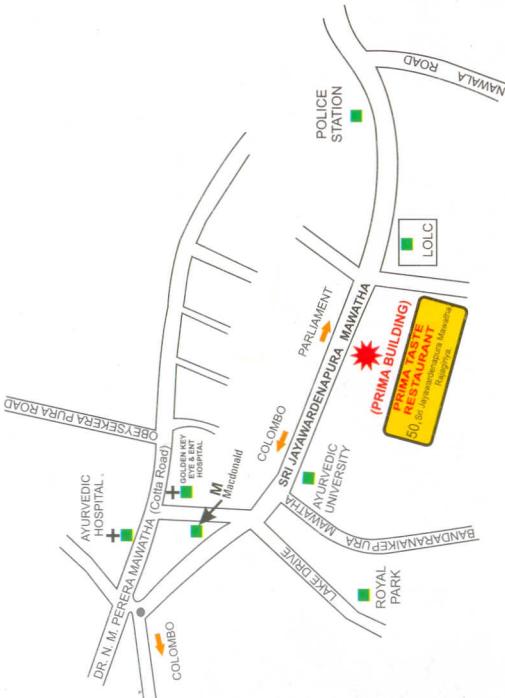 NAWALA
ROAD
POLICE
STATION
LOLC
PARLIAMENT
SRI JAYAWARDENAPURA MAWATHA
COLOMBO
(PRIMA BUILDING)
PRIMA TASTE
RESTAURANT
50, Sri Jayawardenapura Mawatha
Rajagiriya.
OBEYSEKERA PURA ROAD
GOLDEN KEY
EYE & ENT
HOSPITAL
M
Macdonald
AYURVEDIC
HOSPITAL
DR. N. M. PERERA MAWATHA (Cotta Road)
COLOMBO
AYURVEDIC
UNIVERSITY
BANDARANAIKEPURA
MAWATHA
LAKE DRIVE
ROYAL
PARK